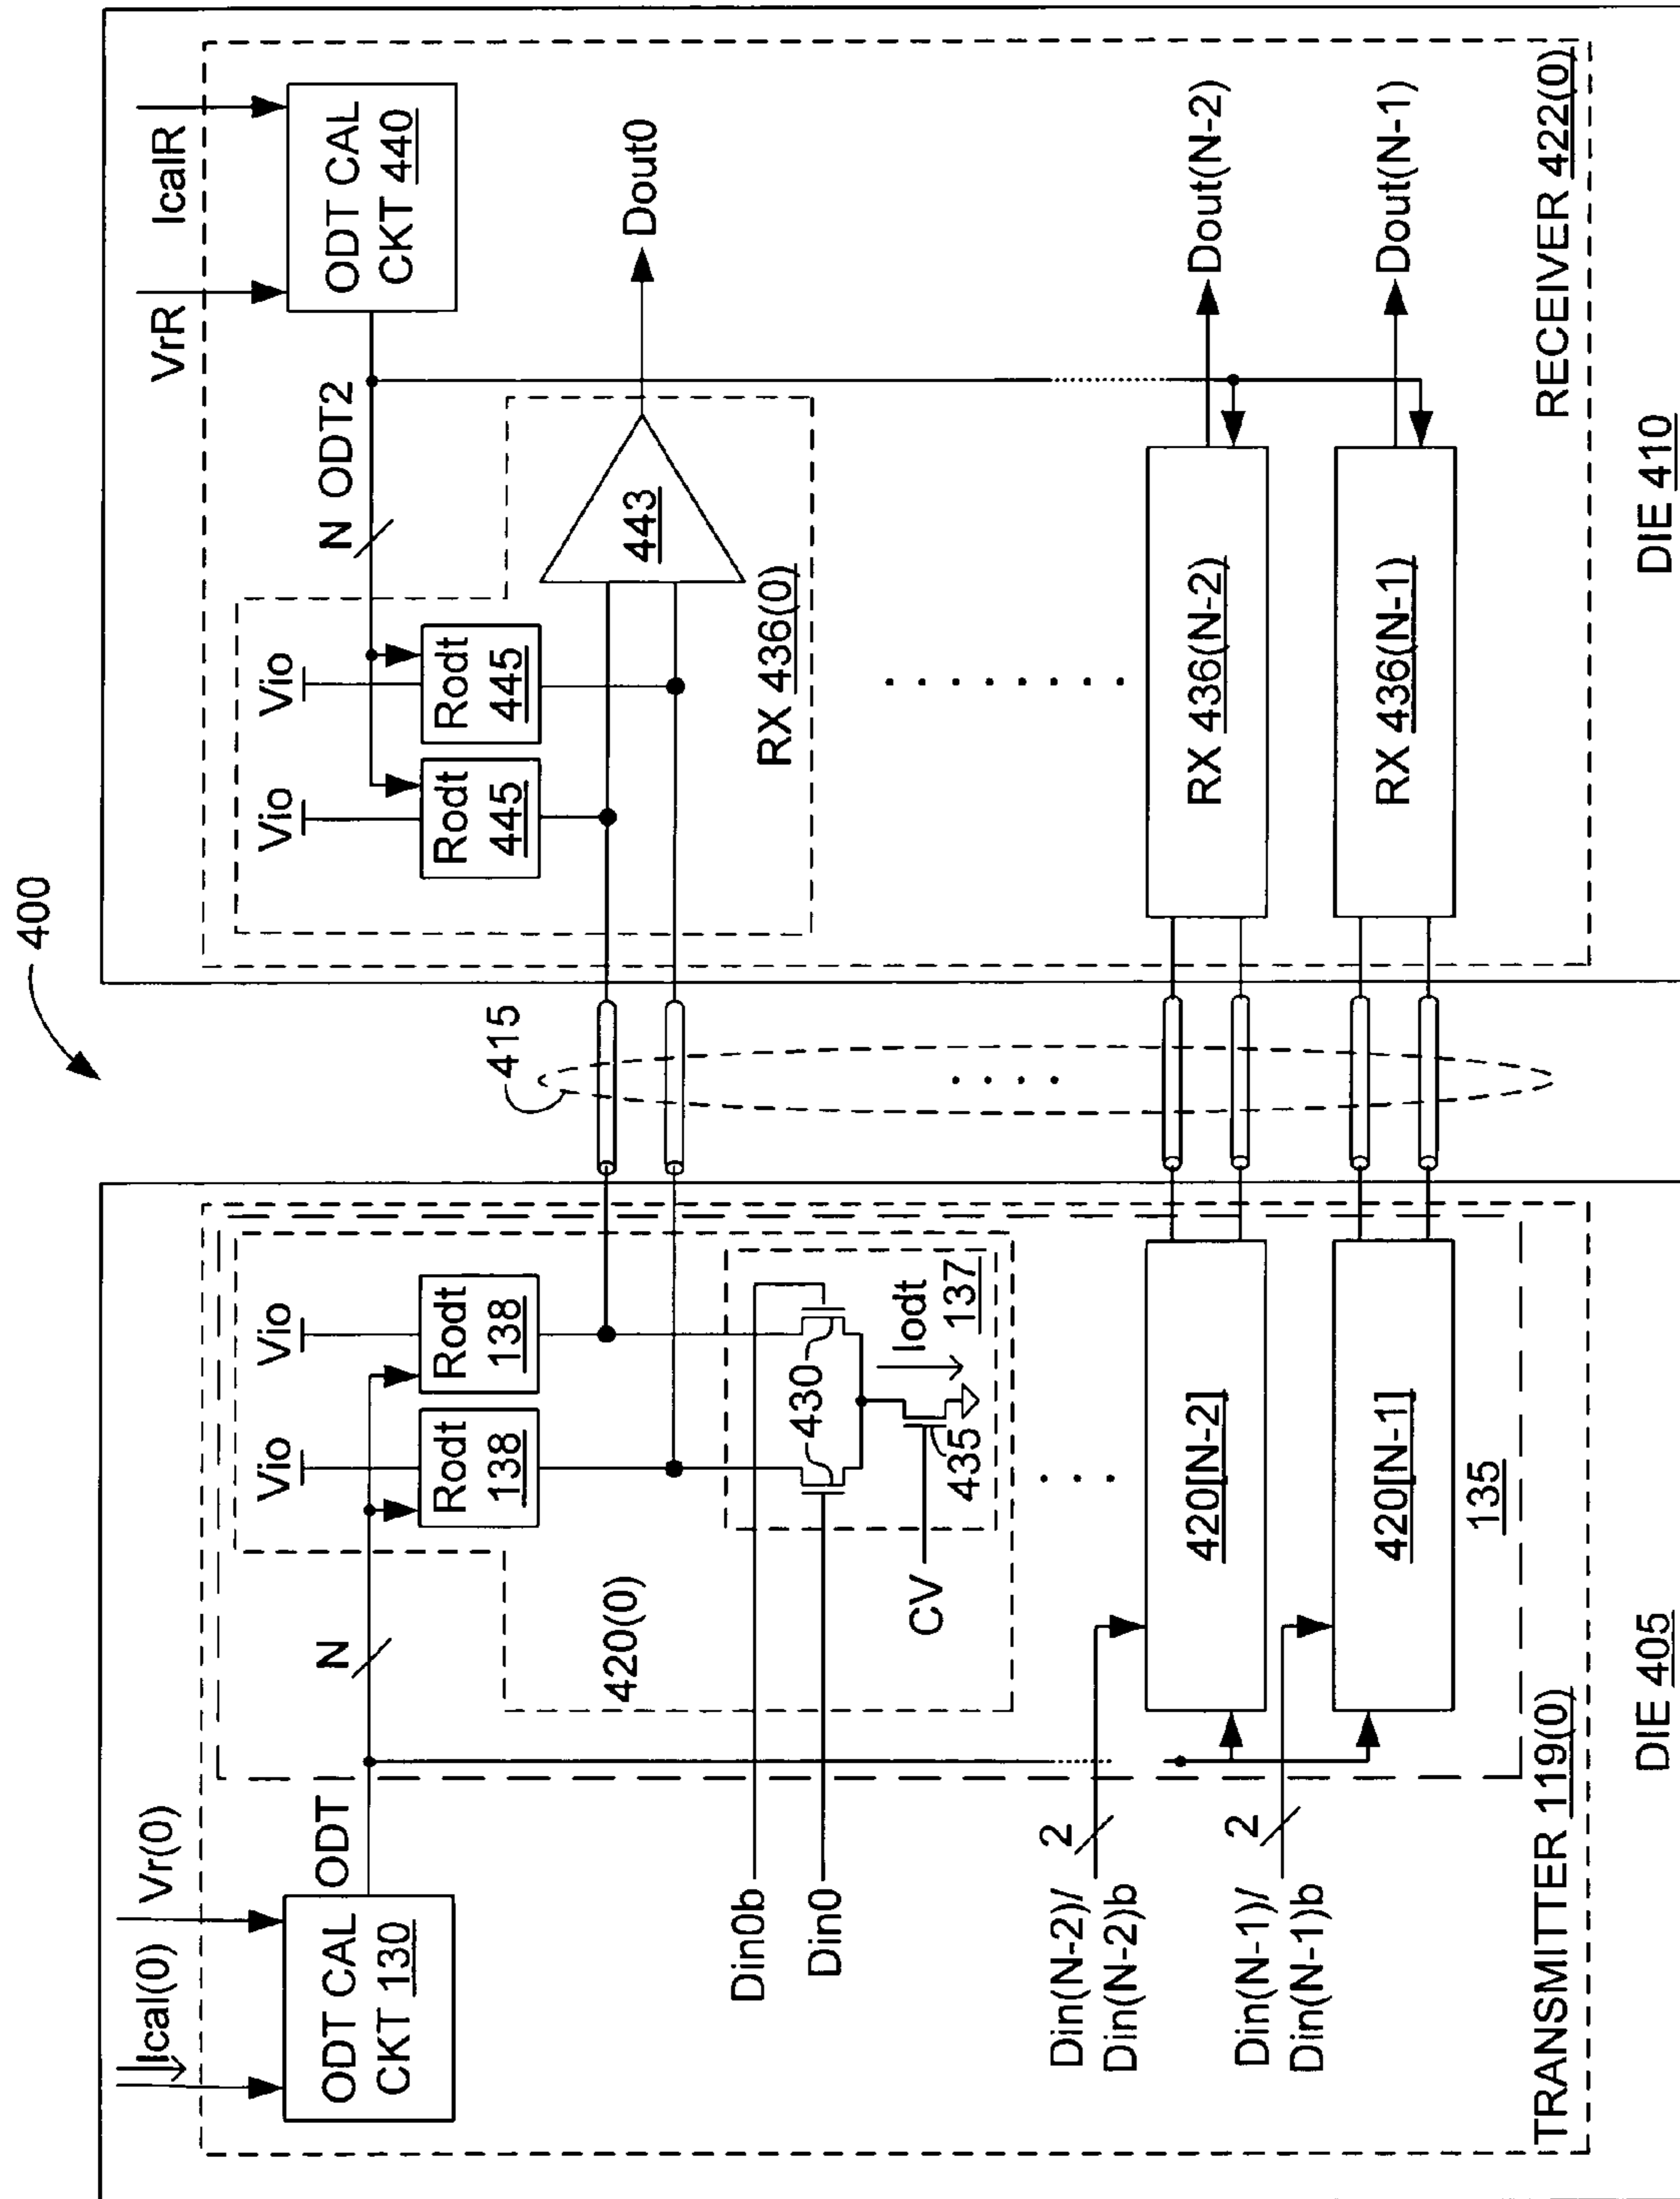 400
Ical(0)
Vr(0)
ODT CAL
CKT 130
ODT
N
Vio
Vio
Rodt
138
Rodt
138
420(0)
Din0b
Din0
430
Iodt
137
435
CV
Din(N-2)/
Din(N-2)b
2
420[N-2]
Din(N-1)/
Din(N-1)b
2
420[N-1]
135
TRANSMITTER 119(0)
DIE 405
415
VrR
IcalR
ODT CAL
CKT 440
N ODT2
Vio
Vio
Rodt
445
Rodt
445
443
Dout0
RX 436(0)
RX 436(N-2)
Dout(N-2)
RX 436(N-1)
Dout(N-1)
RECEIVER 422(0)
DIE 410